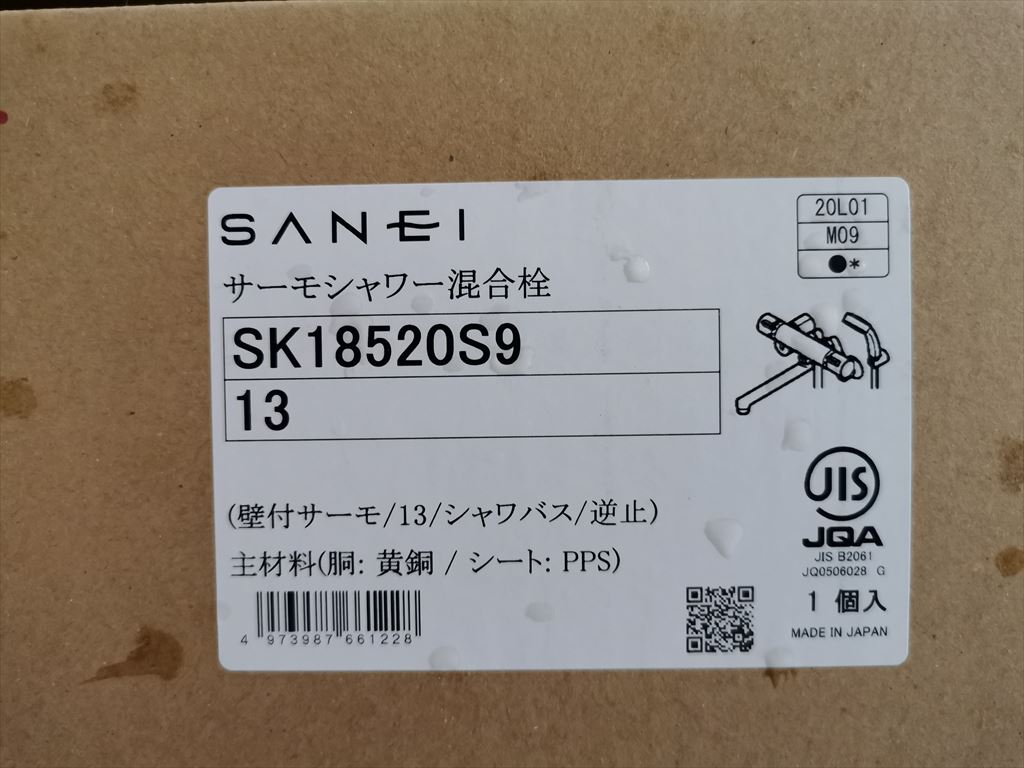 SANEI
20L01
M09
●*
サーモシャワー混合栓
SK18520S9
13
(壁付サーモ/13/シャワバス/逆止)
主材料(胴: 黄銅 / シート: PPS)
JIS
JQA
JIS B2061
JQ0506028 G
1 個入
MADE IN JAPAN
4 973987 661228